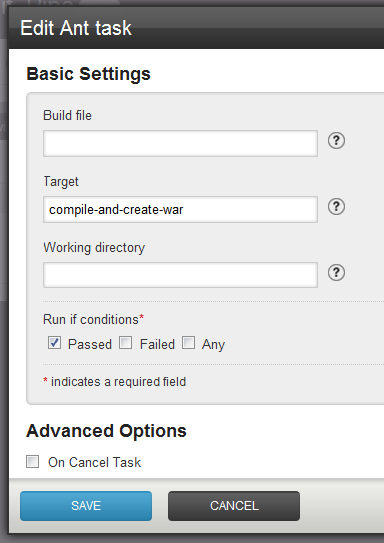 Edit Ant task
Basic Settings
Build file
?
Target
compile-and-create-war
?
Working directory
?
Run if conditions*
Passed Failed Any
* indicates a required field
Advanced Options
On Cancel Task
SAVE CANCEL